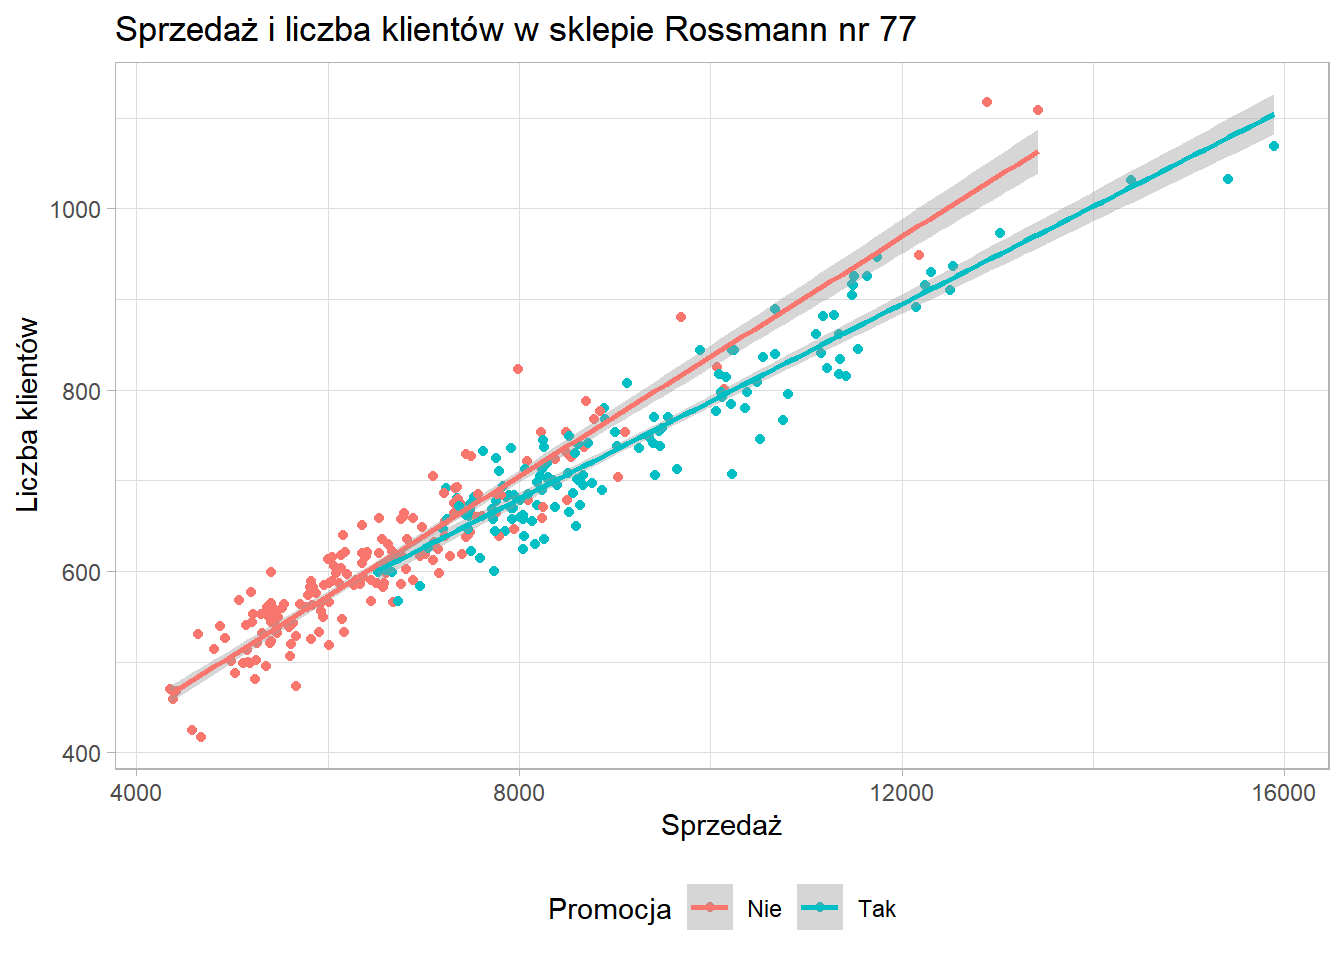 Sprzedaż i liczba klientów w sklepie Rossmann nr 77
Liczba klientów
1000
800
600
400
4000 8000 12000 16000
Sprzedaż
Promocja Nie Tak